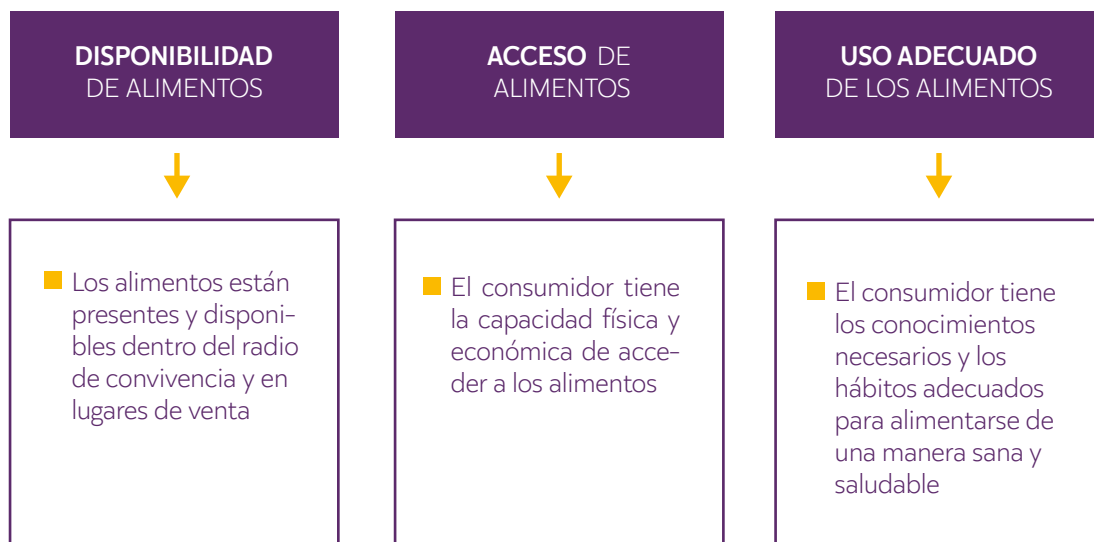 DISPONIBILIDAD
DE ALIMENTOS
Los alimentos están
presentes y disponi-
bles dentro del radio
de convivencia y en
lugares de venta
ACCESO DE
ALIMENTOS
El consumidor tiene
la capacidad física y
económica de acce-
der a los alimentos
USO ADECUADO
DE LOS ALIMENTOS
El consumidor tiene
los conocimientos
necesarios y los
hábitos adecuados
para alimentarse de
una manera sana y
saludable